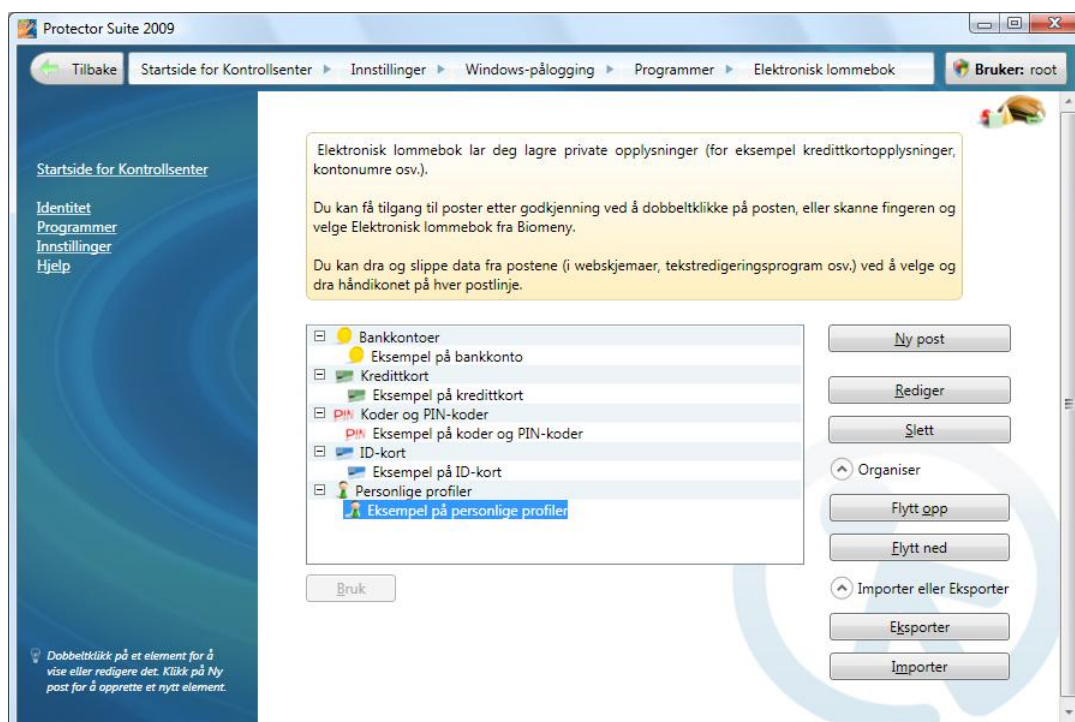 Protector Suite 2009
Tilbake
Startside for Kontrollsenter
Innstillinger
Windows-pålogging
Programmer
Elektronisk lommebok
Bruker: root
Startside for Kontrollsenter
Identitet
Programmer
Innstillinger
Hjelp
Elektronisk lommebok lar deg lagre private opplysninger (for eksempel kredittkortopplysninger,
kontonumre osv.).
Du kan få tilgang til poster etter godkjenning ved å dobbeltklikke på posten, eller skanne fingeren og
velge Elektronisk lommebok fra Biomeny.
Du kan dra og slippe data fra postene (i webskjemaer, tekstredigeringsprogram osv.) ved å velge og
dra håndikonet på hver postlinje.
Bankkontoer
Eksempel på bankkonto
Kredittkort
Eksempel på kredittkort
PIN Koder og PIN-koder
PIN Eksempel på koder og PIN-koder
ID-kort
Eksempel på ID-kort
Personlige profiler
Eksempel på personlige profiler
Bruk
Ny post
Rediger
Slett
Organiser
Flytt opp
Flytt ned
Importer eller Eksporter
Eksporter
Importer
Dobbeltklikk på et element for å
vise eller redigere det. Klikk på Ny
post for å opprette et nytt element.